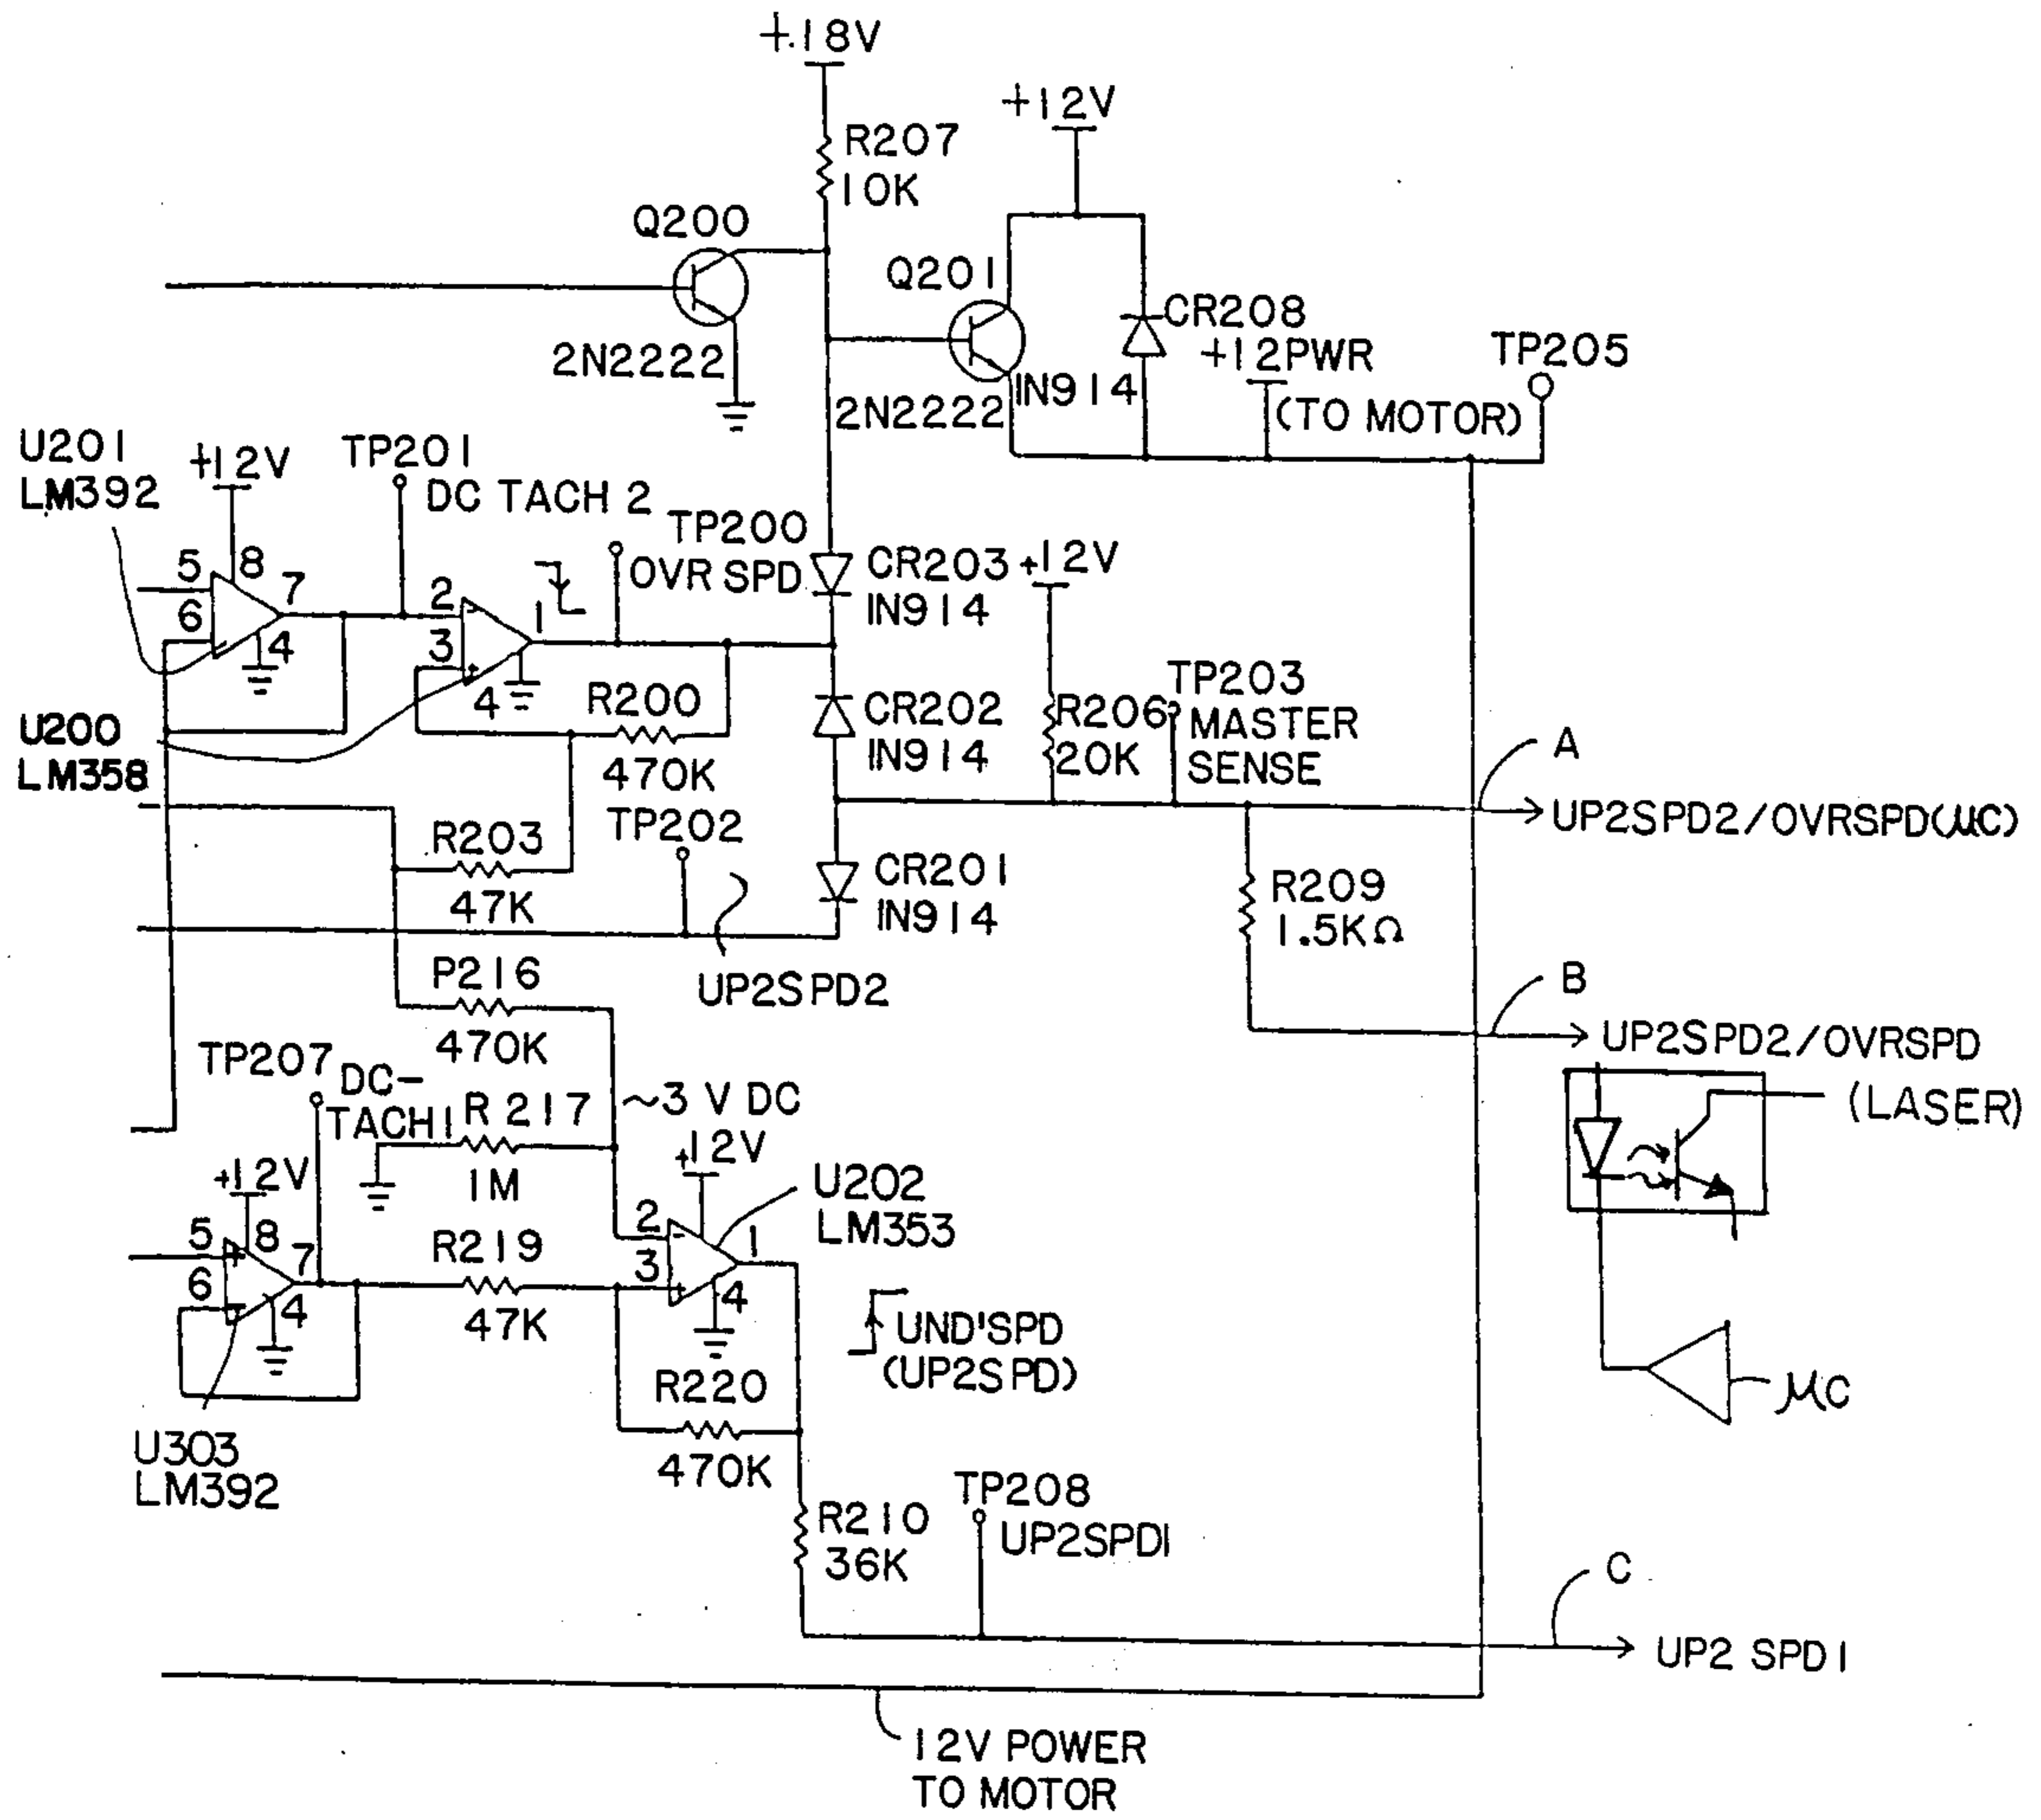 +18V
+12V
R207
10K
Q200
2N2222
Q201
2N2222
CR208
IN914
+12PWR
(TO MOTOR)
TP205
U201
LM392
+12V
TP201
DC TACH 2
5
6
8
7
4
2
3
1
4
TP200
OVR SPD
CR203
IN914
+12V
U200
LM358
R200
470K
CR202
IN914
R206
20K
TP203
MASTER
SENSE
A
UP2SPD2/OVRSPD(μC)
R203
47K
TP202
CR201
IN914
R209
1.5KΩ
UP2SPD2
P216
470K
B
UP2SPD2/OVRSPD
(LASER)
TP207
DC-
TACH1
R 217
1M
~3 V DC
+12V
+12V
5
6
8
7
4
R219
47K
2
3
1
4
U202
LM353
UND'SPD
(UP2SPD)
R220
470K
μC
U303
LM392
R210
36K
TP208
UP2SPD1
C
UP2 SPD1
12V POWER
TO MOTOR